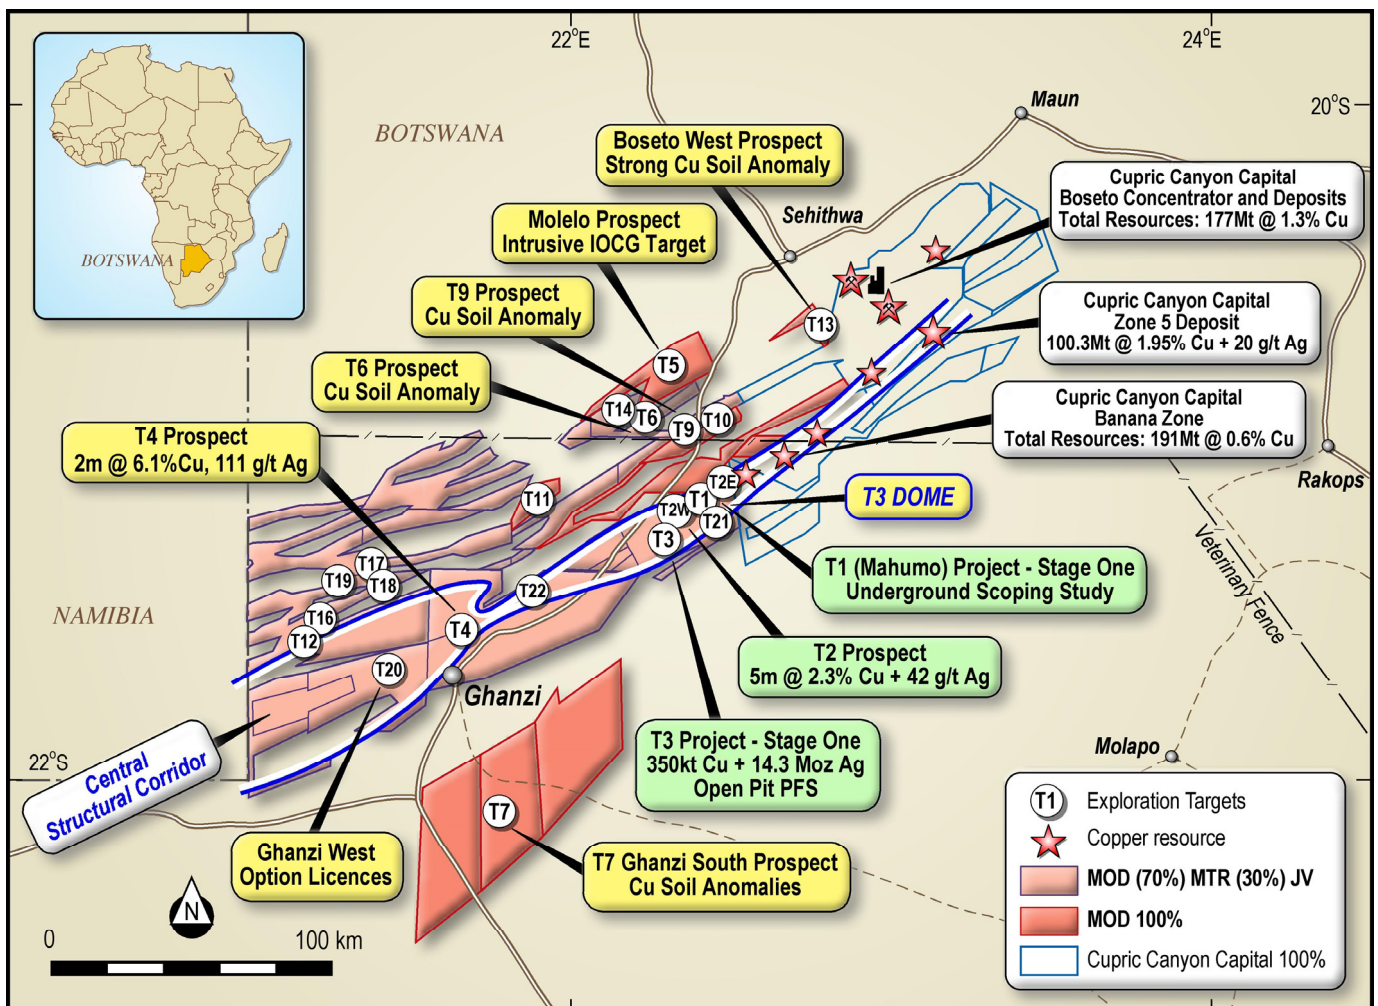 22°E
24°E
20°S
Maun
BOTSWANA
Boseto West Prospect
Strong Cu Soil Anomaly
Cupric Canyon Capital
Boseto Concentrator and Deposits
Total Resources: 177Mt @ 1.3% Cu
Molelo Prospect
Intrusive IOCG Target
Sehithwa
BOTSWANA
T9 Prospect
Cu Soil Anomaly
Cupric Canyon Capital
Zone 5 Deposit
100.3Mt @ 1.95% Cu + 20 g/t Ag
T13
T6 Prospect
Cu Soil Anomaly
T5
T14
T6
T9
T10
Cupric Canyon Capital
Banana Zone
Total Resources: 191Mt @ 0.6% Cu
T4 Prospect
2m @ 6.1%Cu, 111 g/t Ag
Rakops
T11
T2E
T1
T2W
T21
T3
T3 DOME
Veterinary Fence
T17
T19
T18
T22
T1 (Mahumo) Project - Stage One
Underground Scoping Study
NAMIBIA
T16
T12
T4
T20
Ghanzi
T2 Prospect
5m @ 2.3% Cu + 42 g/t Ag
T3 Project - Stage One
350kt Cu + 14.3 Moz Ag
Open Pit PFS
Molapo
22°S
Central
Structural Corridor
T7
Ghanzi West
Option Licences
T7 Ghanzi South Prospect
Cu Soil Anomalies
T1 Exploration Targets
Copper resource
MOD (70%) MTR (30%) JV
MOD 100%
Cupric Canyon Capital 100%
N
0 100 km